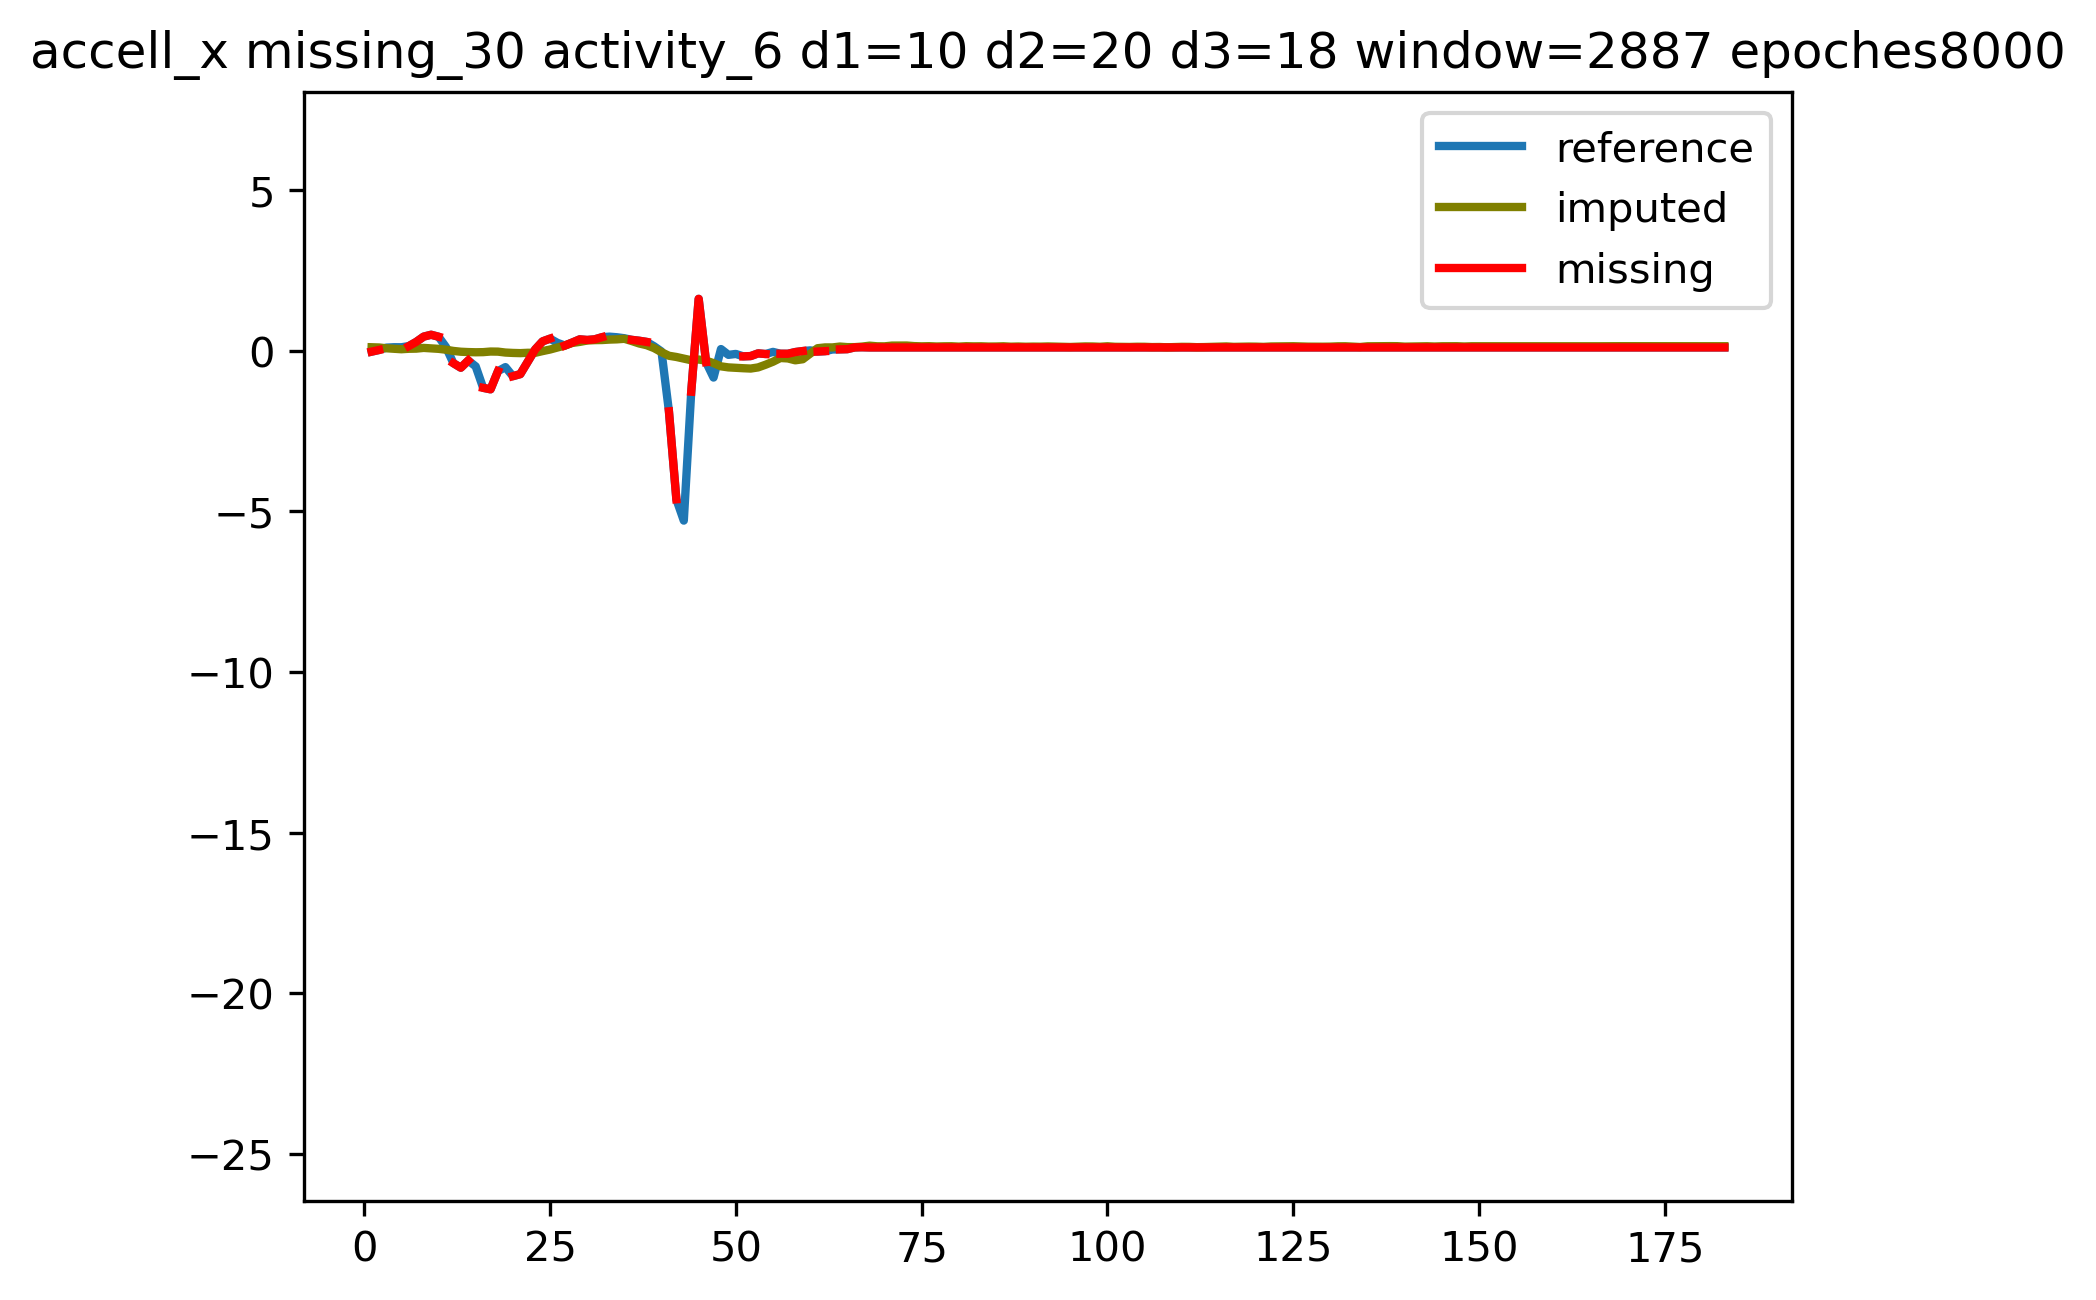 accell_x missing_30 activity_6 d1=10 d2=20 d3=18 window=2887 epoches8000
reference
imputed
missing
5
0
−5
−10
−15
−20
−25
0 25 50 75 100 125 150 175